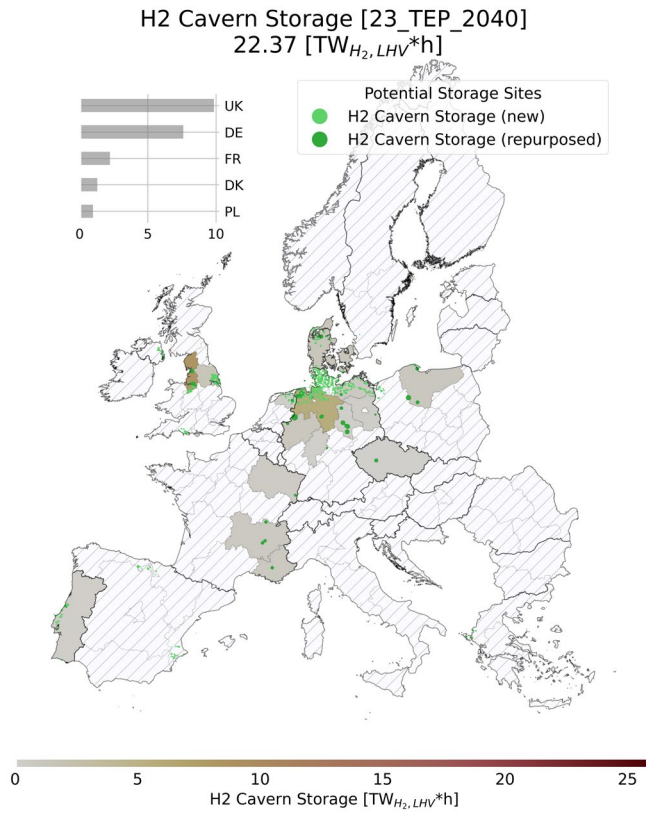 H2 Cavern Storage [23_TEP_2040]
22.37 [TW_{H_2, LHV}*h]
Potential Storage Sites
H2 Cavern Storage (new)
H2 Cavern Storage (repurposed)
UK
DE
FR
DK
PL
0 5 10
0 5 10 15 20 25
H2 Cavern Storage [TW_{H_2, LHV}*h]